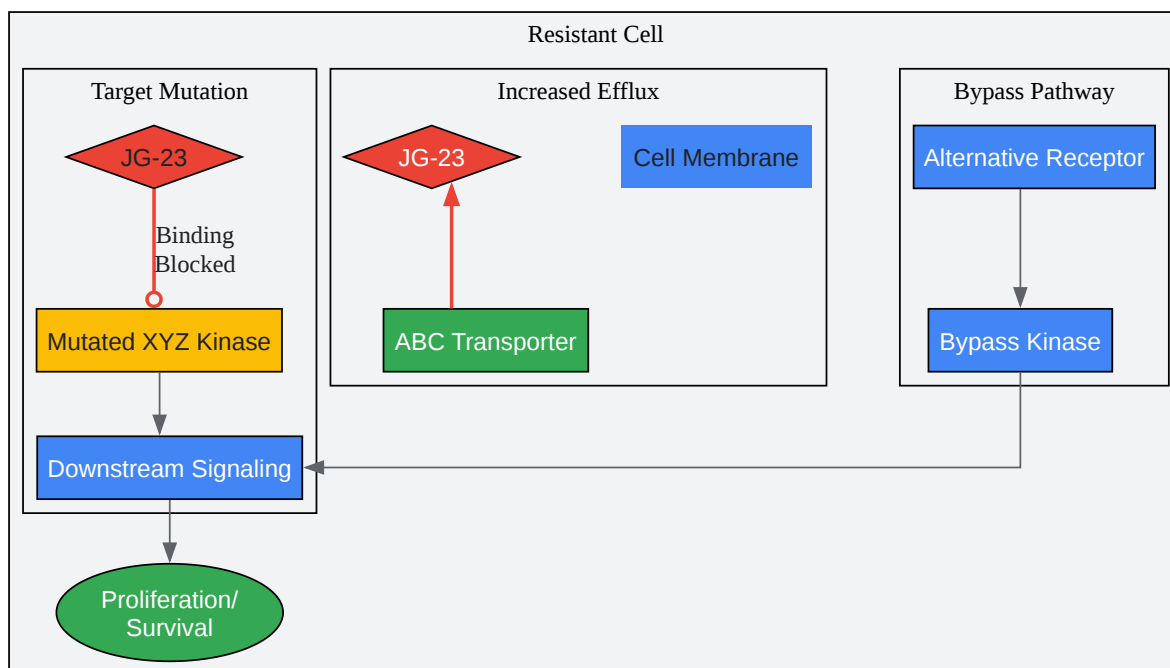 Resistant Cell
Target Mutation
JG-23
Binding
Blocked
Mutated XYZ Kinase
Downstream Signaling
Proliferation/
Survival
Increased Efflux
JG-23
Cell Membrane
ABC Transporter
Bypass Pathway
Alternative Receptor
Bypass Kinase